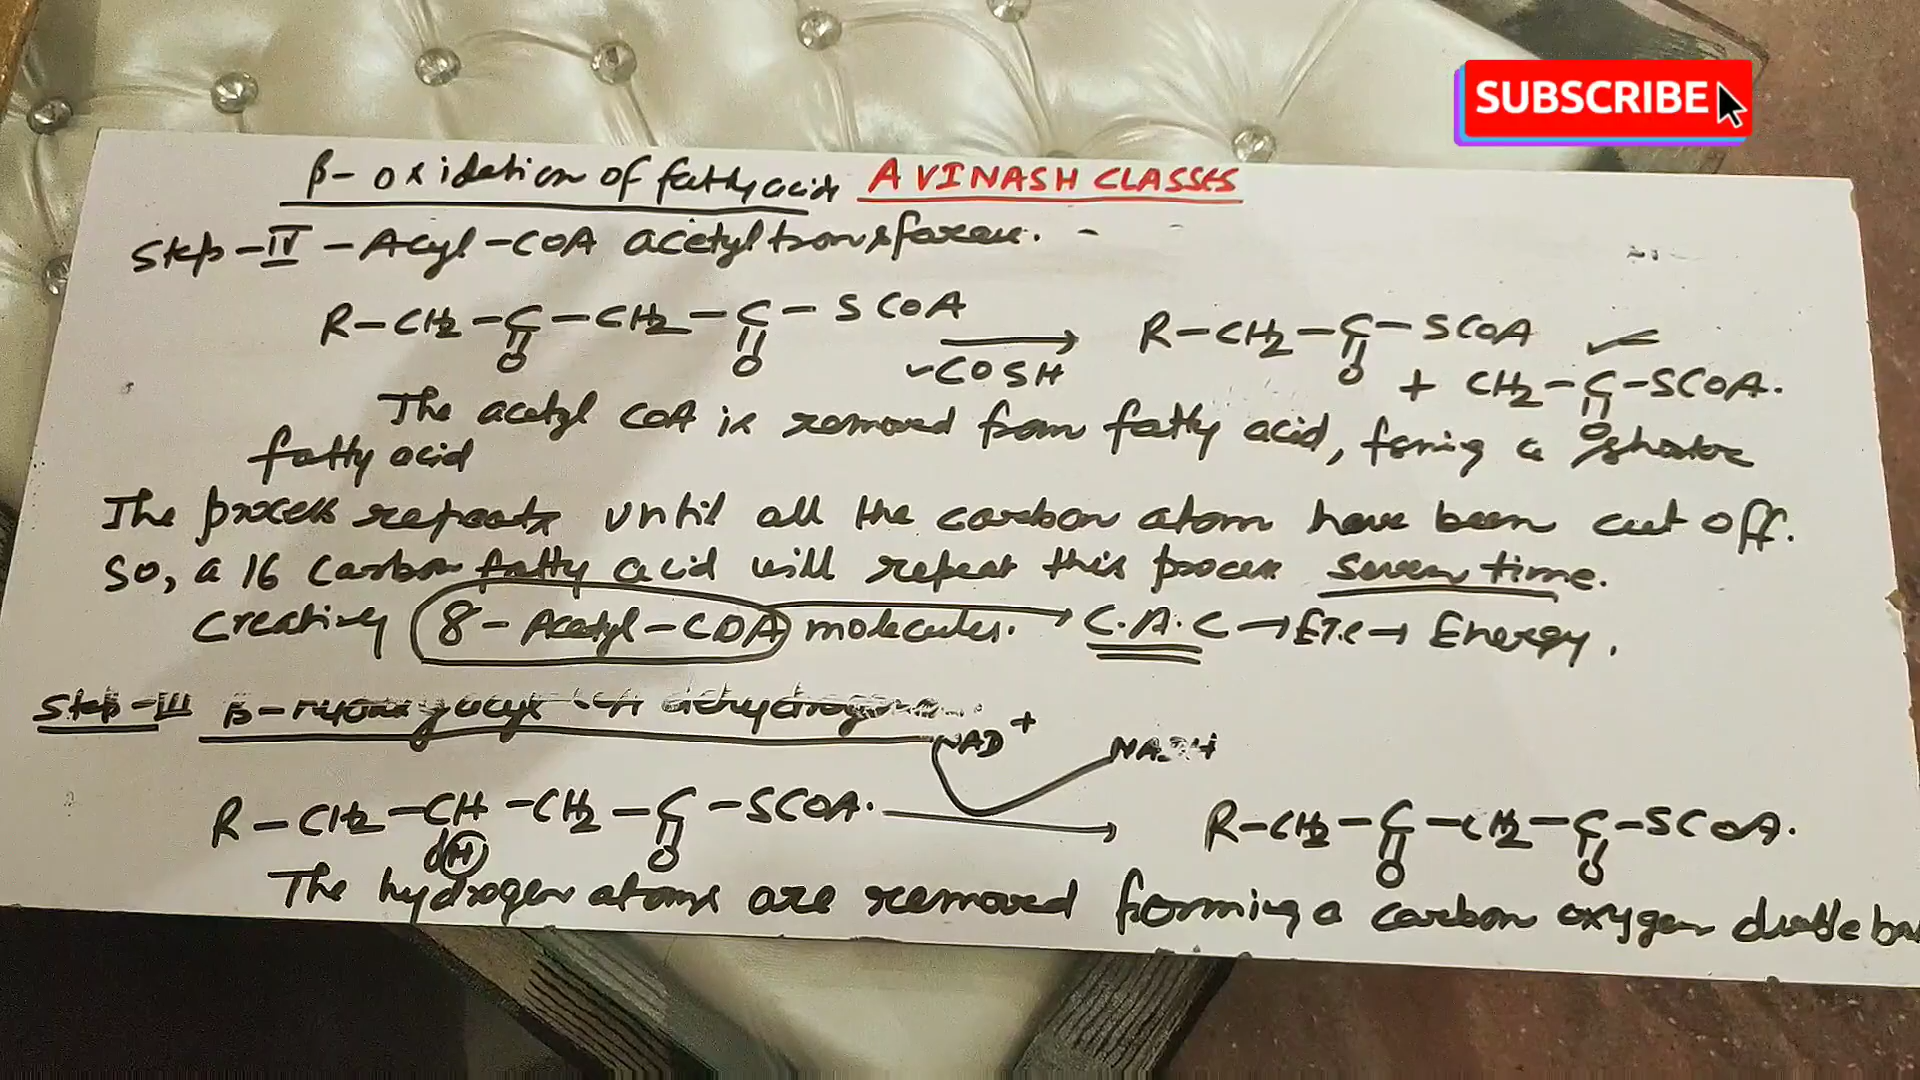 SUBSCRIBE
β- oxidation of fatty acid AVINASH CLASSES
Step-IV - Acyl-COA acetyltransferase. -
R-CH2-C-CH2-C-SCOA → R-CH2-C-SCOA ✓
O O COSH O + CH2-C-SCOA.
O
The acetyl COA is removed from fatty acid, forming a shorter
fatty acid
The process repeats until all the carbon atom have been cut off.
So, a 16 carbon fatty acid will repeat this process seven time.
creating 8-Acetyl-COA molecules. → C.A.C → ETC → Energy.
Step-III β- dehydrogena
NAD+ NADH
R-CH2-CH-CH2-C-SCOA. → R-CH2-C-CH2-C-SCOA.
OH O O O
The hydrogen atoms are removed forming a carbon oxygen double